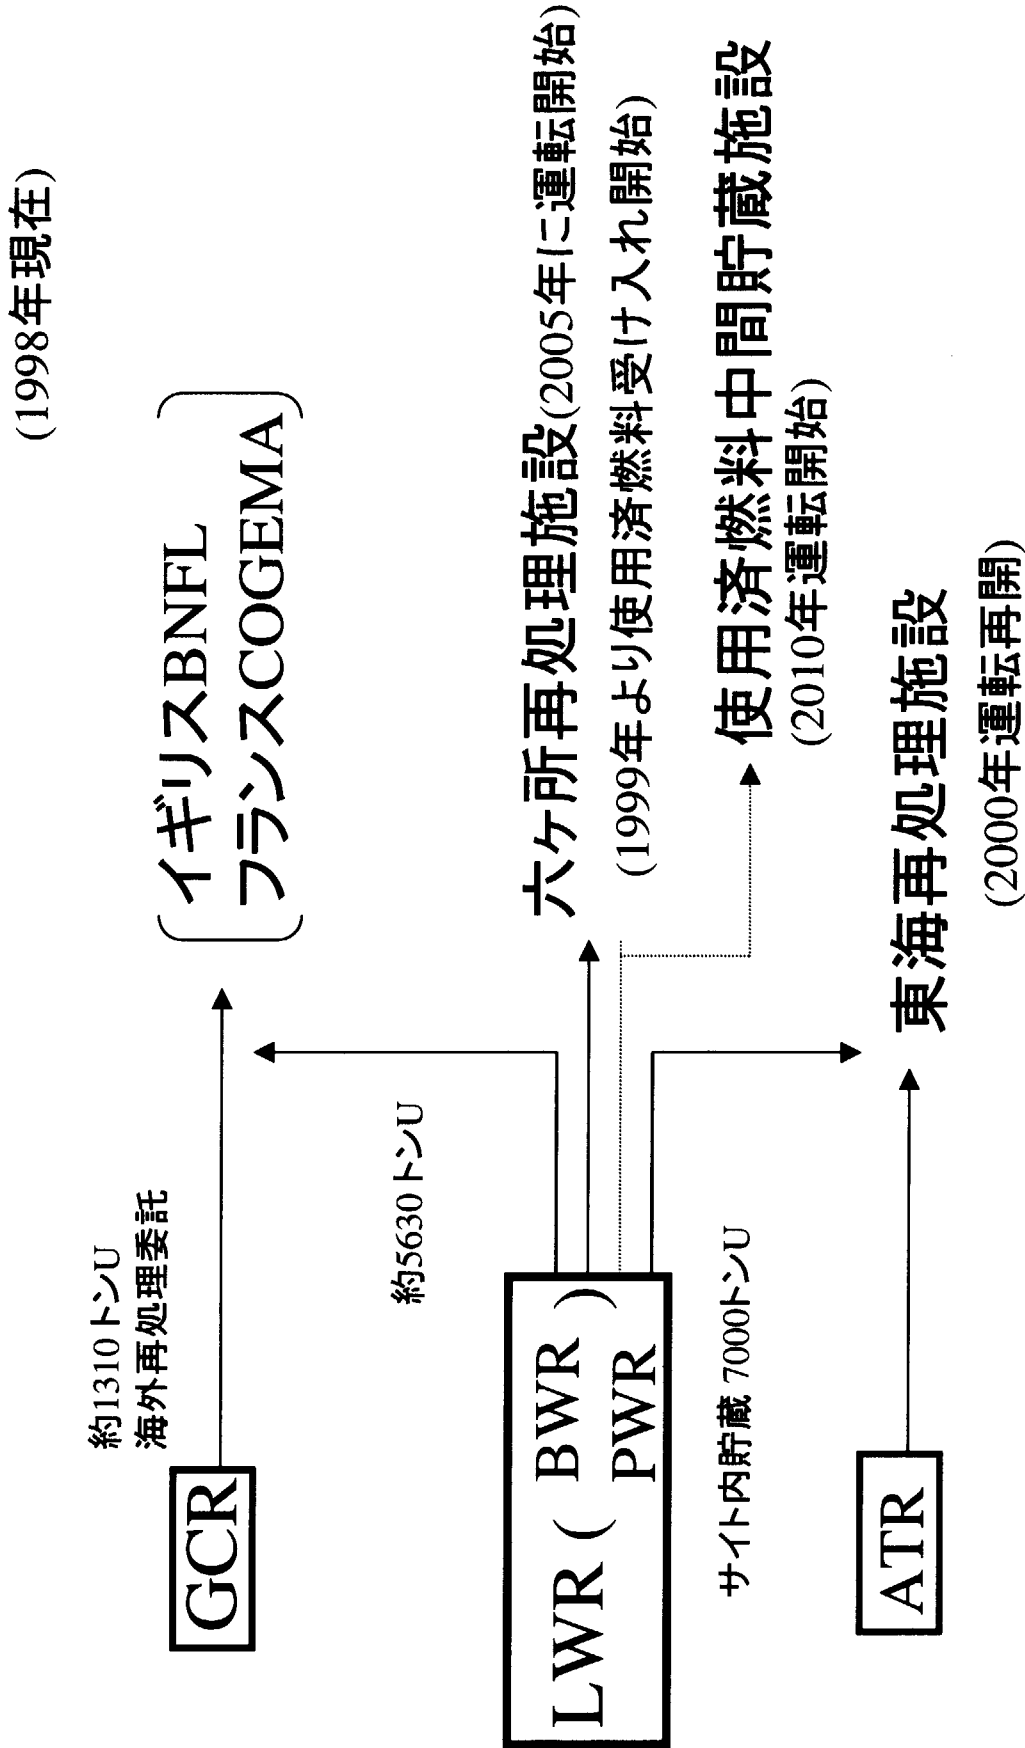 (1998年現在)
約1310トンU
海外再処理委託
GCR
イギリスBNFL
フランスCOGEMA
約5630トンU
LWR ( BWR )
PWR
六ケ所再処理施設(2005年に運転開始)
(1999年より使用済燃料受け入れ開始)
使用済燃料中間貯蔵施設
(2010年運転開始)
サイト内貯蔵 7000トンU
ATR
東海再処理施設
(2000年運転再開)